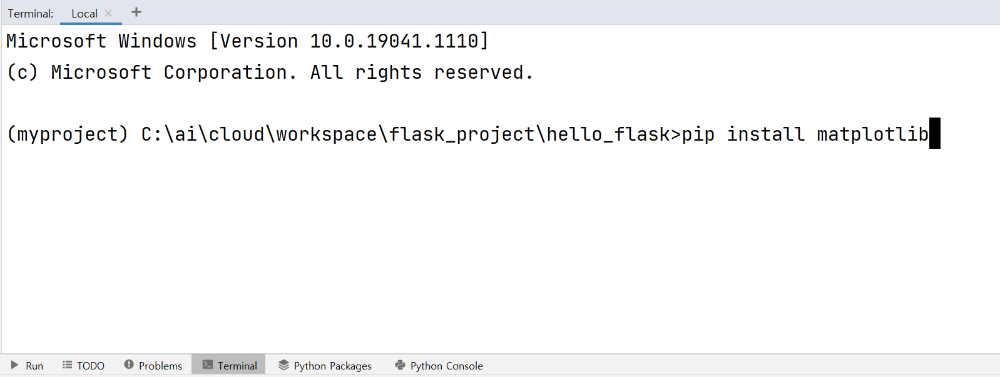 Terminal: Local × +
Microsoft Windows [Version 10.0.19041.1110]
(c) Microsoft Corporation. All rights reserved.
(myproject) C:\ai\cloud\workspace\flask_project\hello_flask>pip install matplotlib
Run TODO Problems Terminal Python Packages Python Console